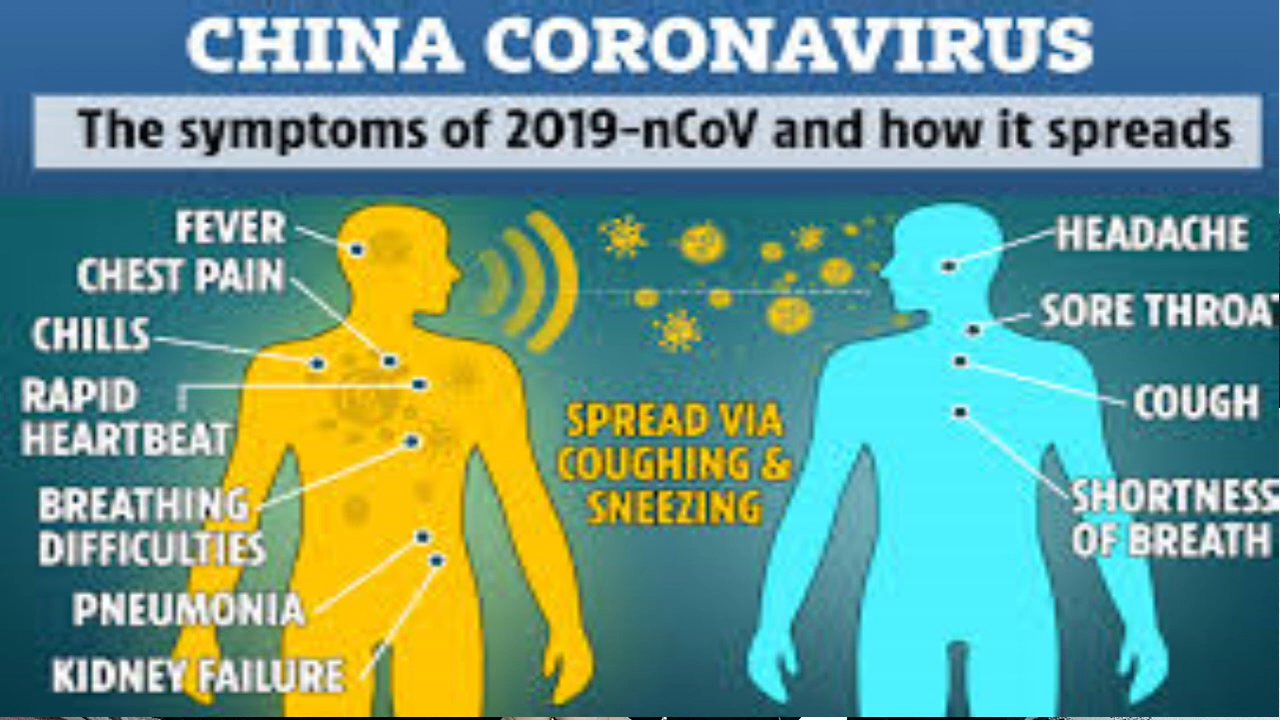 CHINA CORONAVIRUS
The symptoms of 2019-nCoV and how it spreads
FEVER
CHEST PAIN
CHILLS
RAPID
HEARTBEAT
BREATHING
DIFFICULTIES
PNEUMONIA
KIDNEY FAILURE
SPREAD VIA
COUGHING &
SNEEZING
HEADACHE
SORE THROAT
COUGH
SHORTNESS
OF BREATH